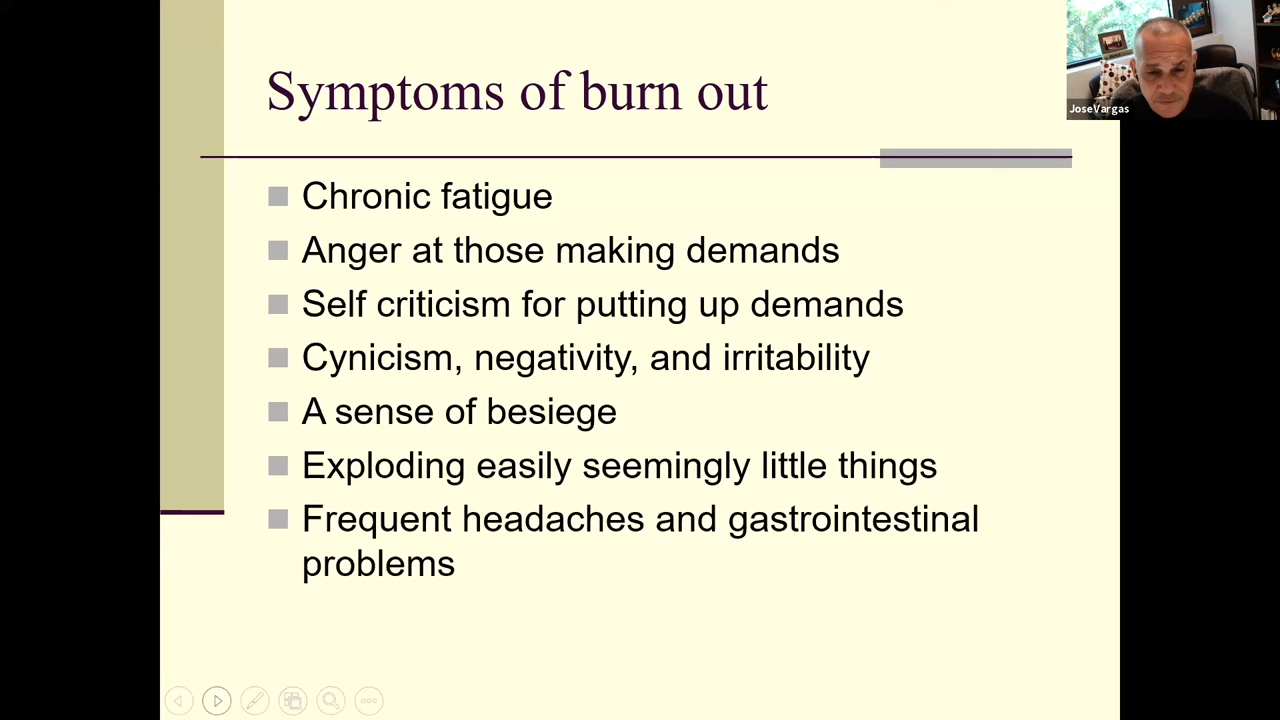 Symptoms of burn out
Chronic fatigue
Anger at those making demands
Self criticism for putting up demands
Cynicism, negativity, and irritability
A sense of besiege
Exploding easily seemingly little things
Frequent headaches and gastrointestinal
problems
JoseVargas